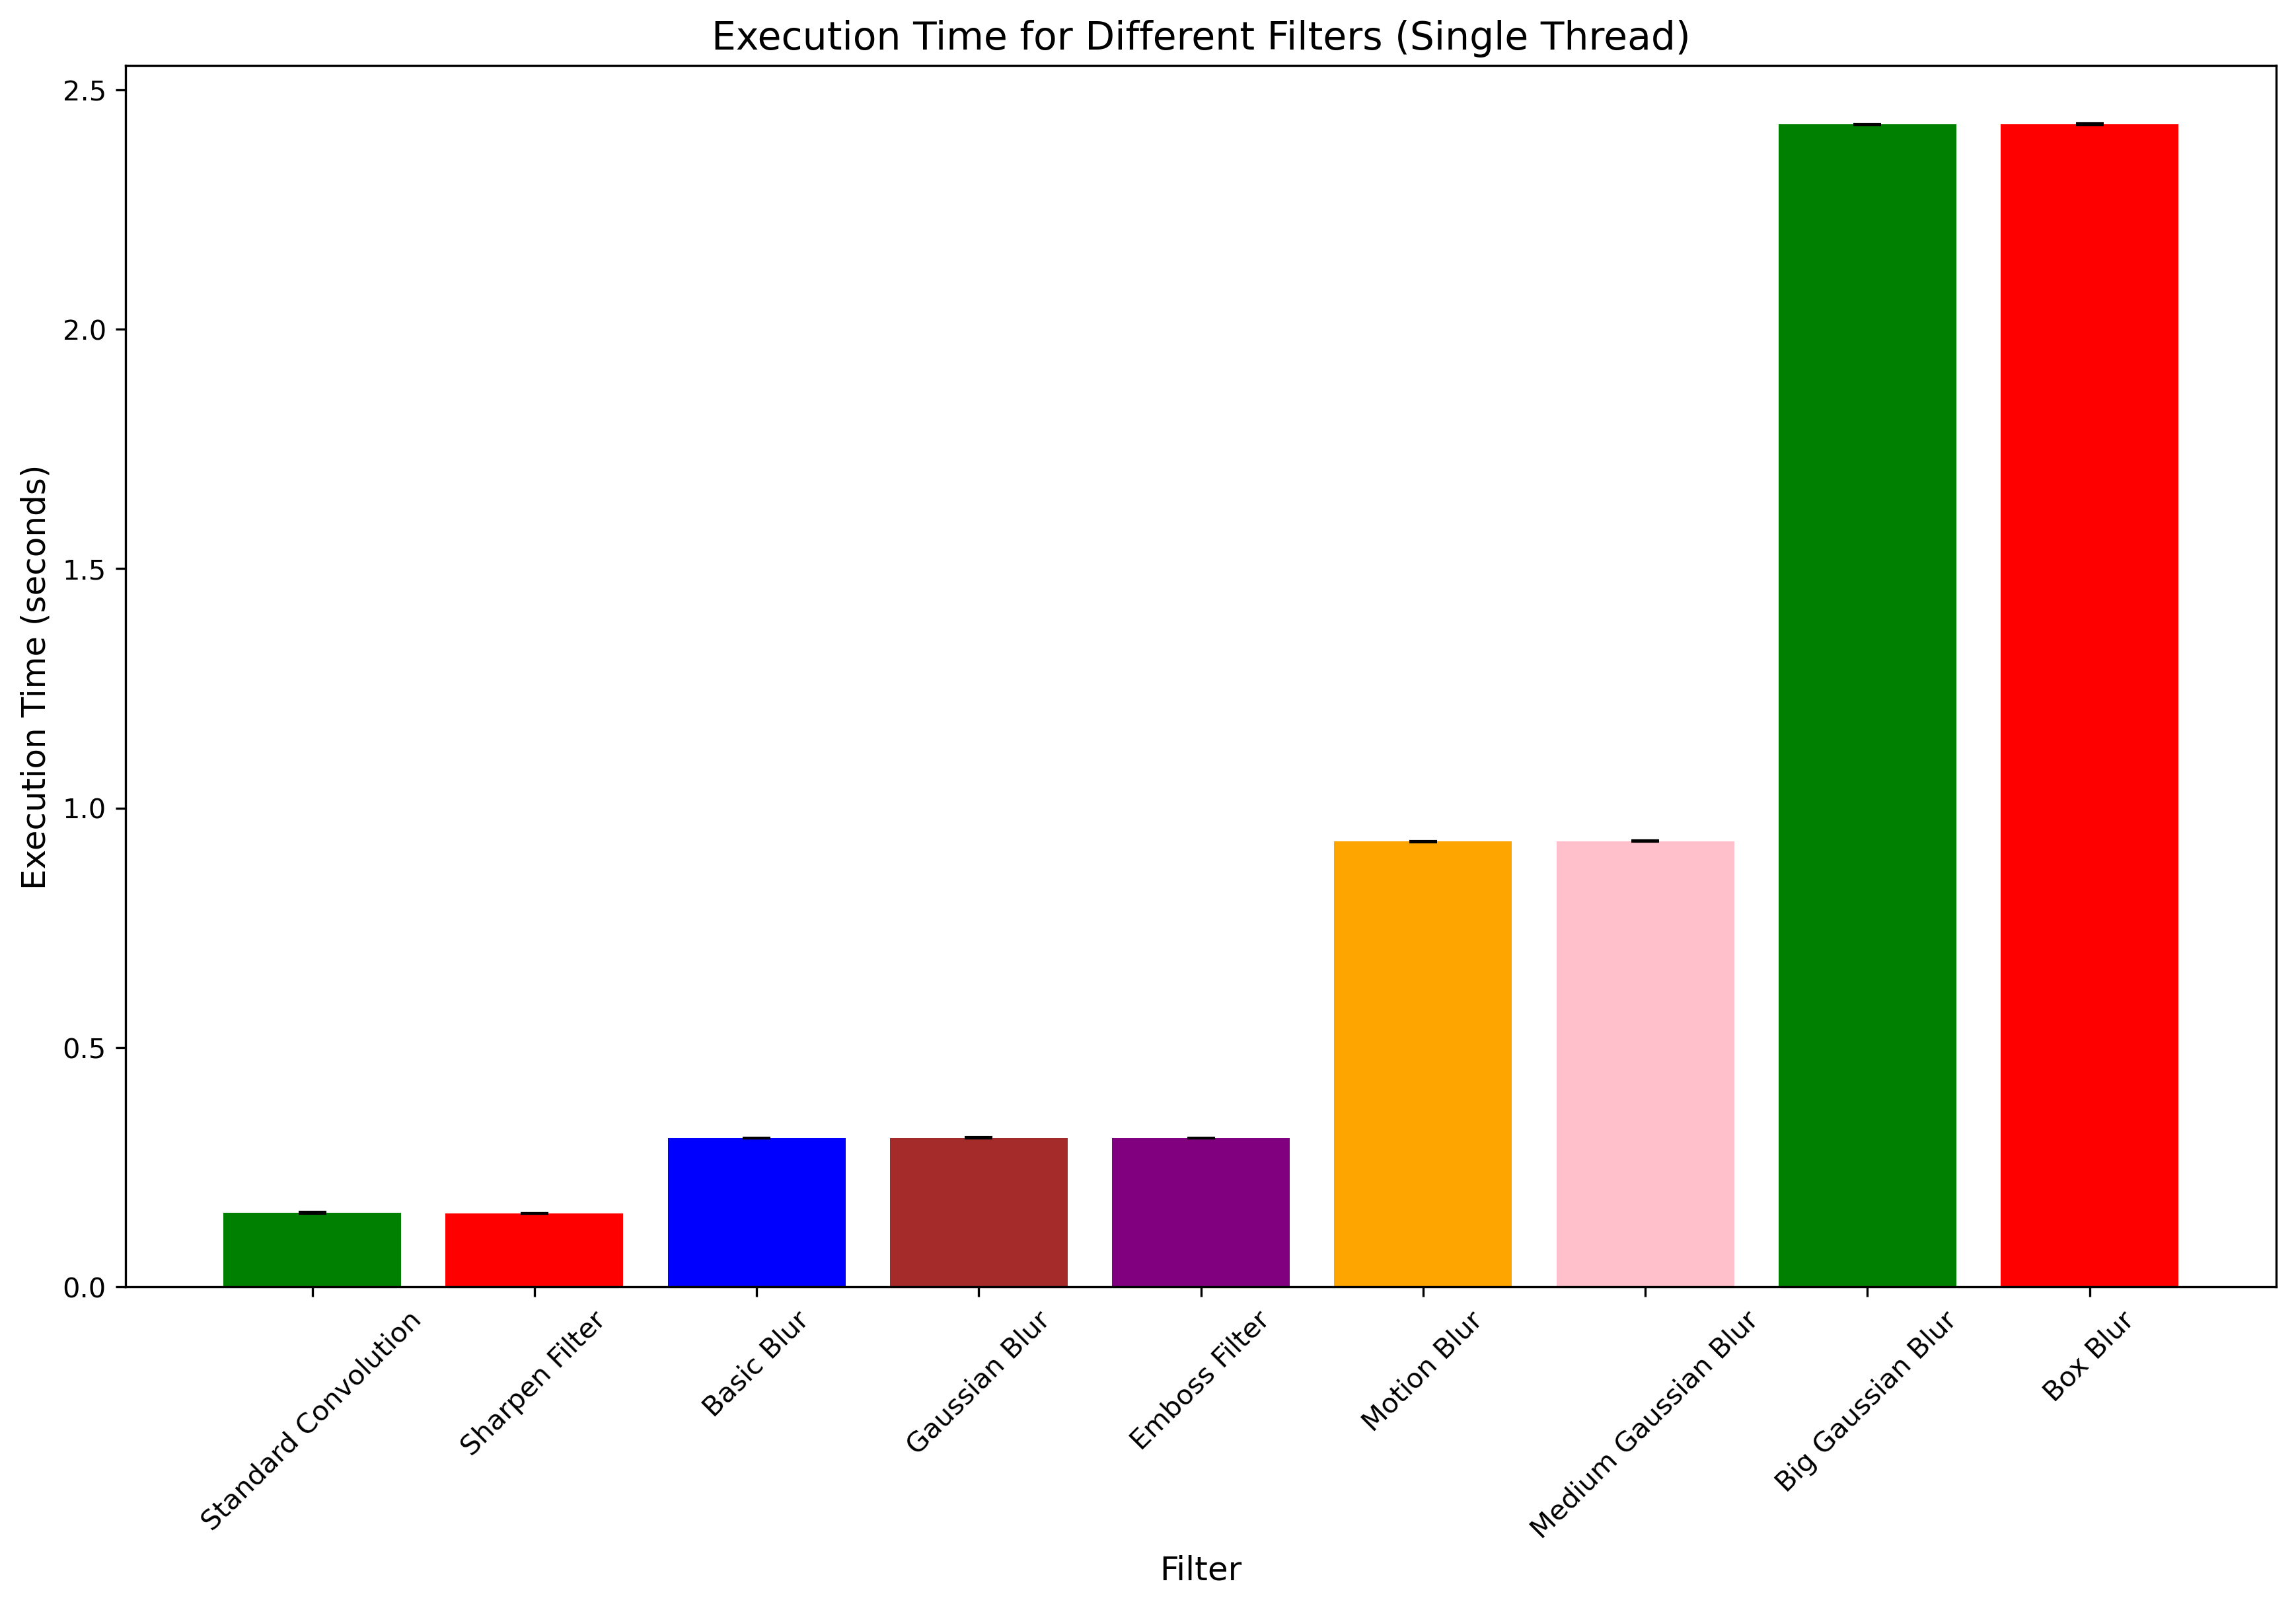 Execution Time for Different Filters (Single Thread)
Execution Time (seconds)
2.5
2.0
1.5
1.0
0.5
0.0
Standard Convolution
Sharpen Filter
Basic Blur
Gaussian Blur
Emboss Filter
Motion Blur
Medium Gaussian Blur
Big Gaussian Blur
Box Blur
Filter